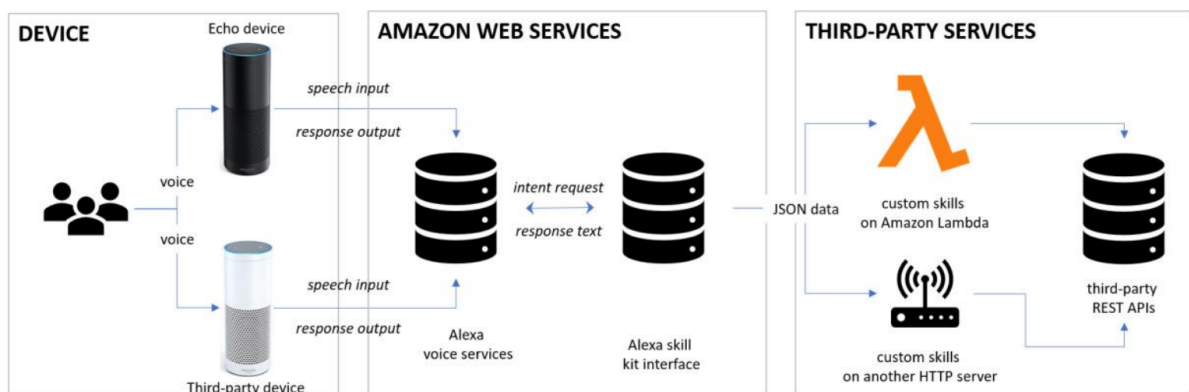 DEVICE
Echo device
voice
voice
Third-party device
AMAZON WEB SERVICES
speech input
response output
speech input
response output
Alexa
voice services
intent request
response text
Alexa skill
kit interface
THIRD-PARTY SERVICES
JSON data
custom skills
on Amazon Lambda
custom skills
on another HTTP server
third-party
REST APIs